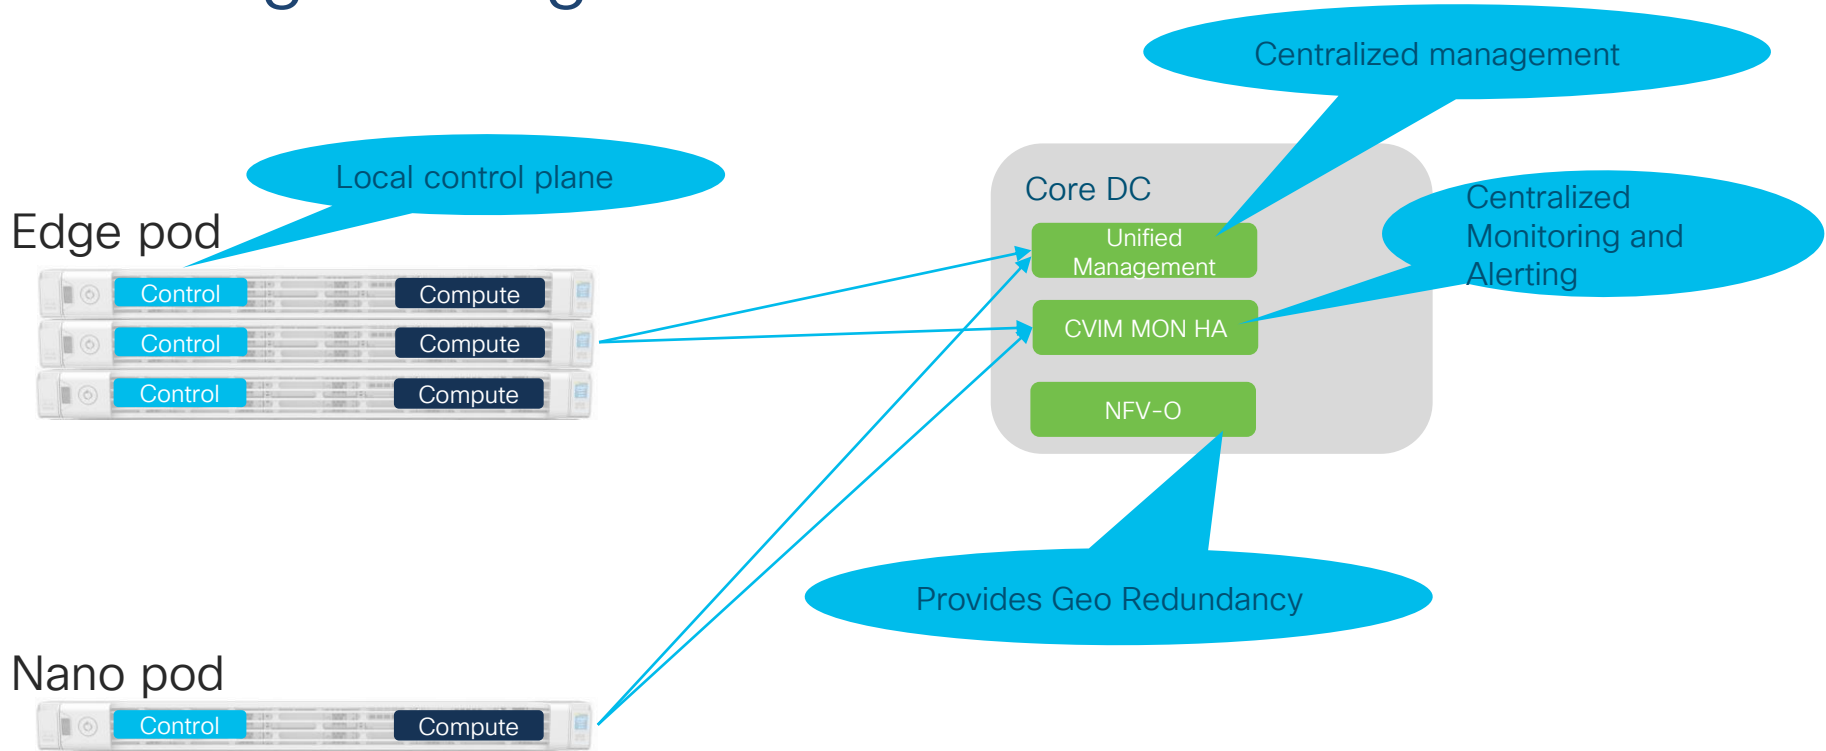 Centralized management
Local control plane
Core DC
Centralized
Monitoring and
Alerting
Edge pod
Unified
Management
Control
Compute
CVIM MON HA
Control
Compute
Control
Compute
NFV-O
Provides Geo Redundancy
Nano pod
Control
Compute